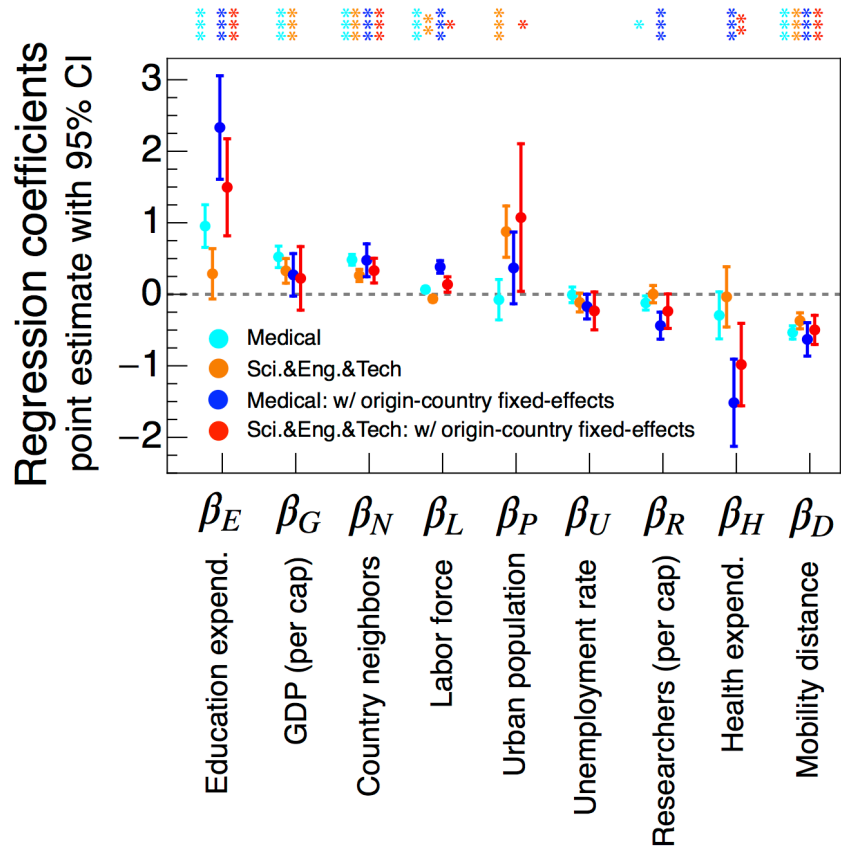 Regression coefficients
point estimate with 95% CI
3
2
1
0
−1
−2
Medical
Sci.&Eng.&Tech
Medical: w/ origin-country fixed-effects
Sci.&Eng.&Tech: w/ origin-country fixed-effects
βE βG βN βL βP βU βR βH βD
Education expend.
GDP (per cap)
Country neighbors
Labor force
Urban population
Unemployment rate
Researchers (per cap)
Health expend.
Mobility distance